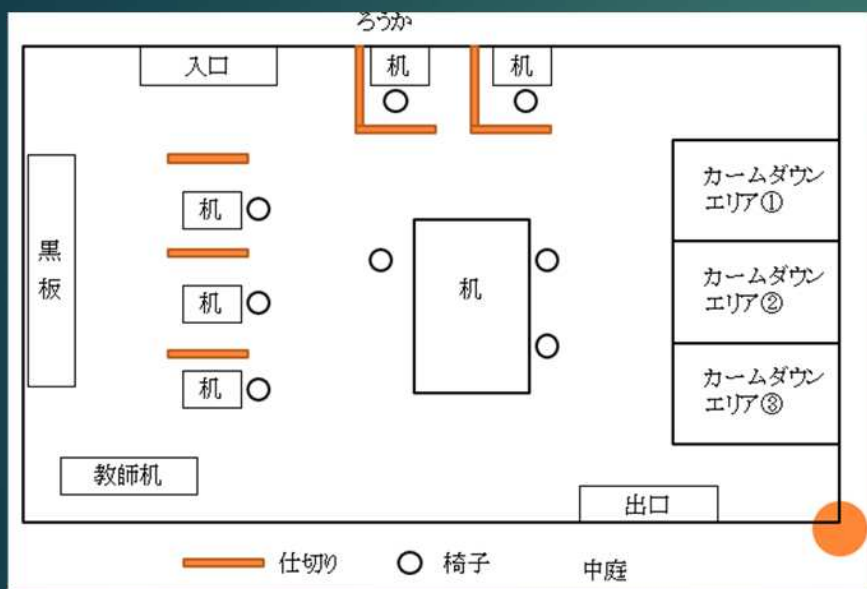 ろうか
入口
机
机
黒板
机
机
机
机
カームダウン
エリア①
カームダウン
エリア②
カームダウン
エリア③
教師机
出口
仕切り
椅子
中庭